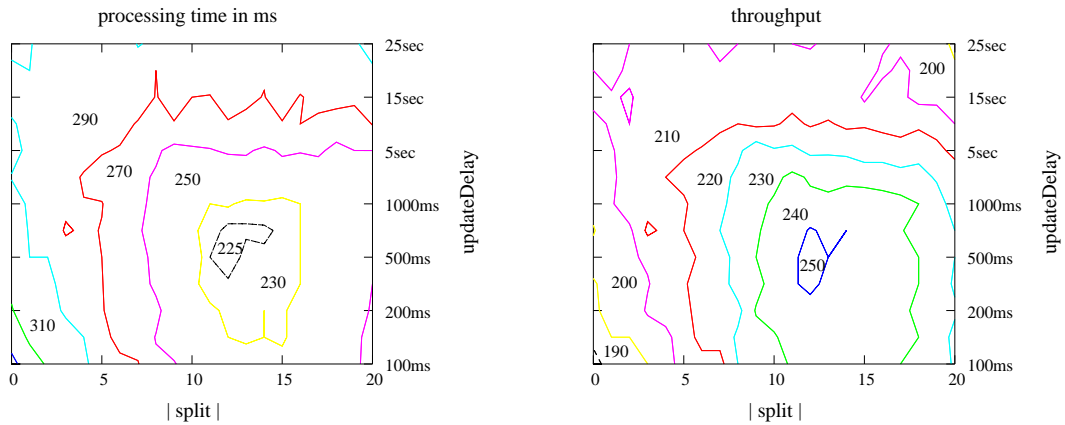 processing time in ms
290
270
250
225
230
310
0
5
10
15
20
25sec
15sec
5sec
1000ms
500ms
200ms
100ms
updateDelay
| split |
throughput
200
210
220
230
240
250
200
190
0
5
10
15
20
25sec
15sec
5sec
1000ms
500ms
200ms
100ms
updateDelay
| split |